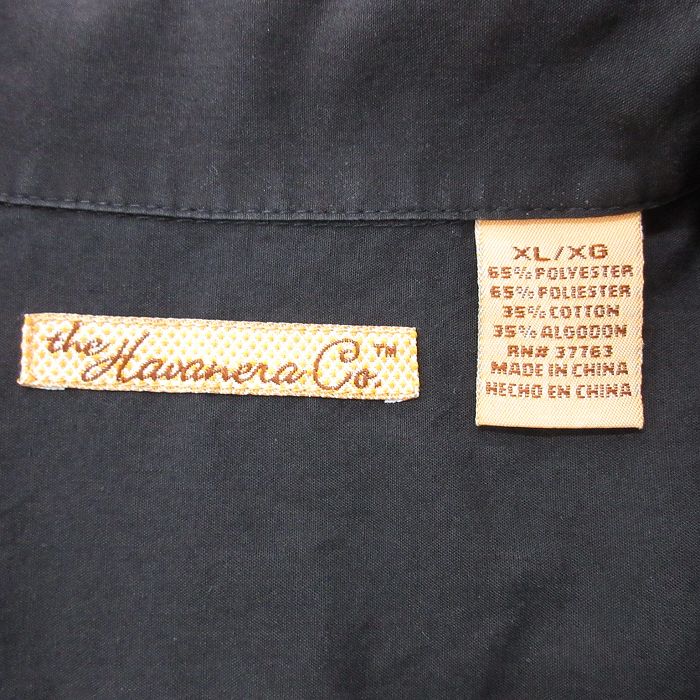 the Havanera Co.™
XL/XG
65% POLYESTER
65% POLIESTER
35% COTTON
35% ALGODON
RN# 37763
MADE IN CHINA
HECHO EN CHINA